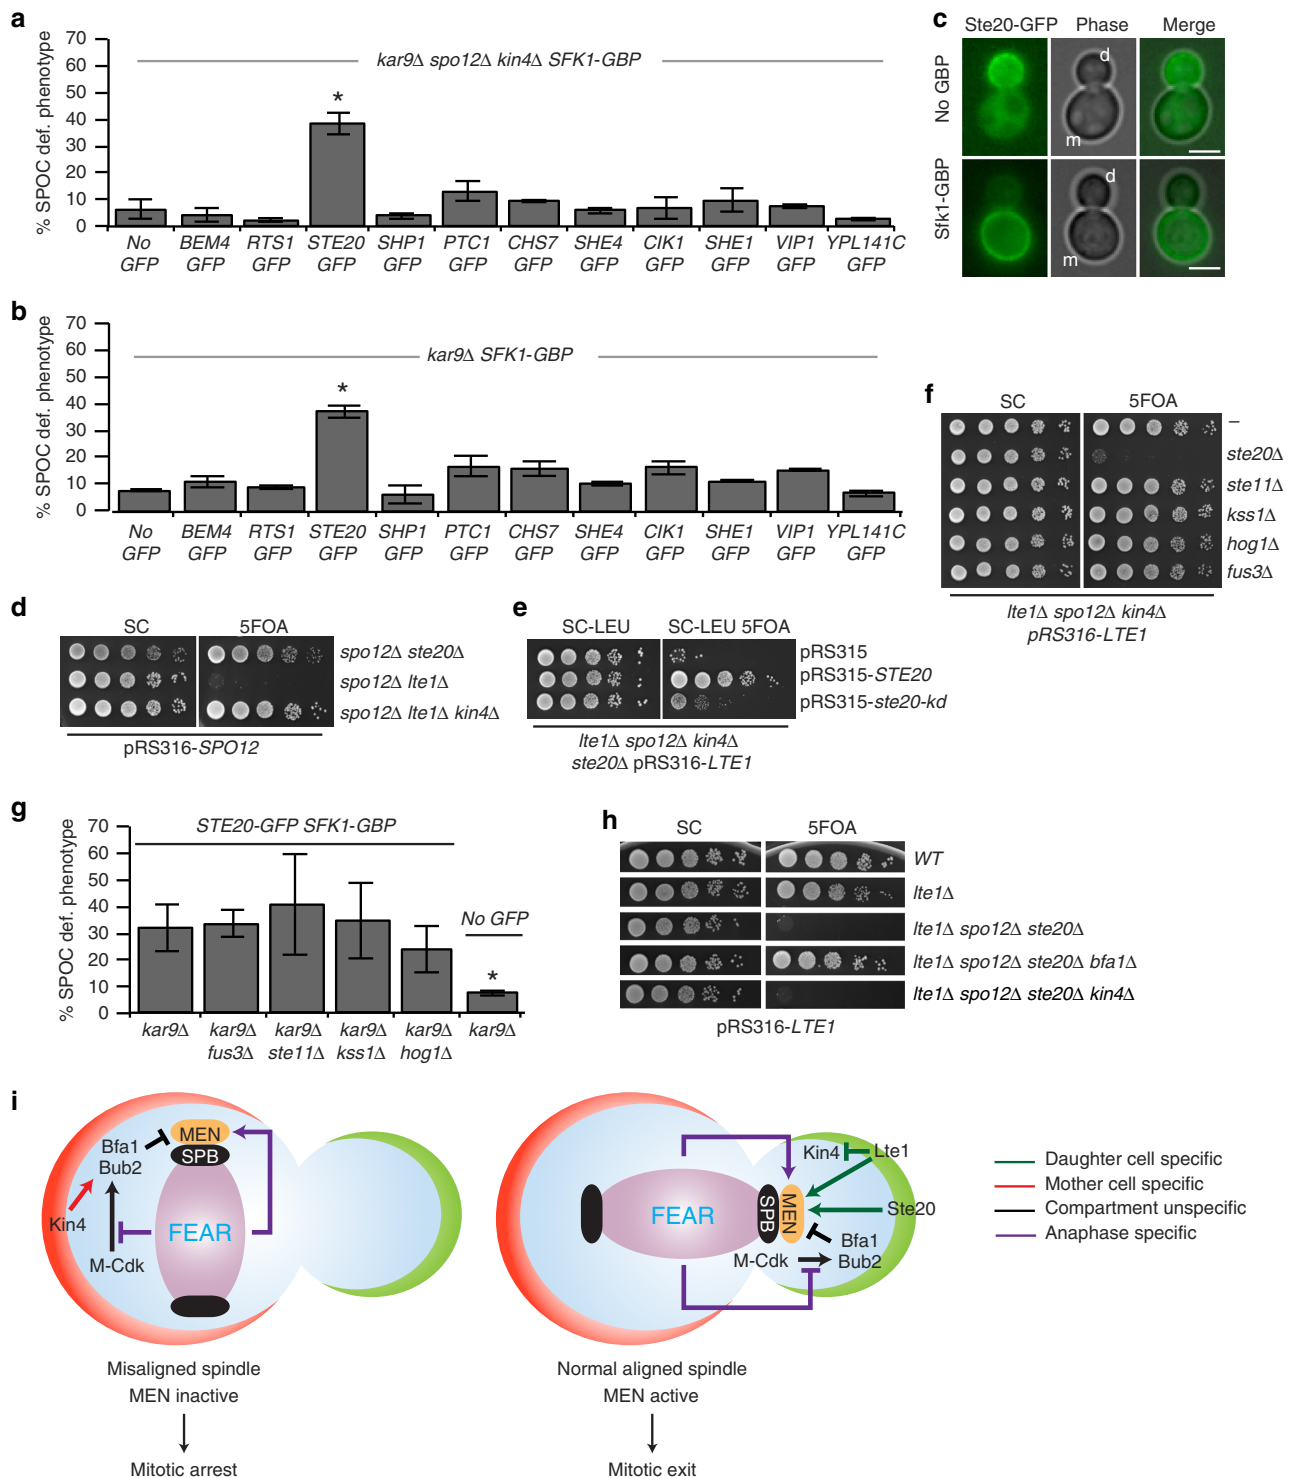 a
% SPOC def. phenotype
70
60
50
40
30
20
10
0
kar9Δ spo12Δ kin4Δ SFK1-GBP
*
No GFP
BEM4 GFP
RTS1 GFP
STE20 GFP
SHP1 GFP
PTC1 GFP
CHS7 GFP
SHE4 GFP
CIK1 GFP
SHE1 GFP
VIP1 GFP
YPL141C GFP
b
% SPOC def. phenotype
70
60
50
40
30
20
10
0
kar9Δ SFK1-GBP
*
No GFP
BEM4 GFP
RTS1 GFP
STE20 GFP
SHP1 GFP
PTC1 GFP
CHS7 GFP
SHE4 GFP
CIK1 GFP
SHE1 GFP
VIP1 GFP
YPL141C GFP
c
Ste20-GFP Phase Merge
No GBP
d
m
Sfk1-GBP
d
m
d
SC 5FOA
spo12Δ ste20Δ
spo12Δ lte1Δ
spo12Δ lte1Δ kin4Δ
pRS316-SPO12
e
SC-LEU SC-LEU 5FOA
pRS315
pRS315-STE20
pRS315-ste20-kd
lte1Δ spo12Δ kin4Δ
ste20Δ pRS316-LTE1
f
SC 5FOA
–
ste20Δ
ste11Δ
kss1Δ
hog1Δ
fus3Δ
lte1Δ spo12Δ kin4Δ
pRS316-LTE1
g
% SPOC def. phenotype
70
60
50
40
30
20
10
0
STE20-GFP SFK1-GBP
No GFP
*
kar9Δ
kar9Δ fus3Δ
kar9Δ ste11Δ
kar9Δ kss1Δ
kar9Δ hog1Δ
kar9Δ
h
SC 5FOA
WT
lte1Δ
lte1Δ spo12Δ ste20Δ
lte1Δ spo12Δ ste20Δ bfa1Δ
lte1Δ spo12Δ ste20Δ kin4Δ
pRS316-LTE1
i
Bfa1
Bub2
MEN
SPB
Kin4
FEAR
M-Cdk
Misaligned spindle
MEN inactive
Mitotic arrest
Kin4
Lte1
FEAR
SPB
MEN
Ste20
Bfa1
M-Cdk
Bub2
Normal aligned spindle
MEN active
Mitotic exit
Daughter cell specific
Mother cell specific
Compartment unspecific
Anaphase specific